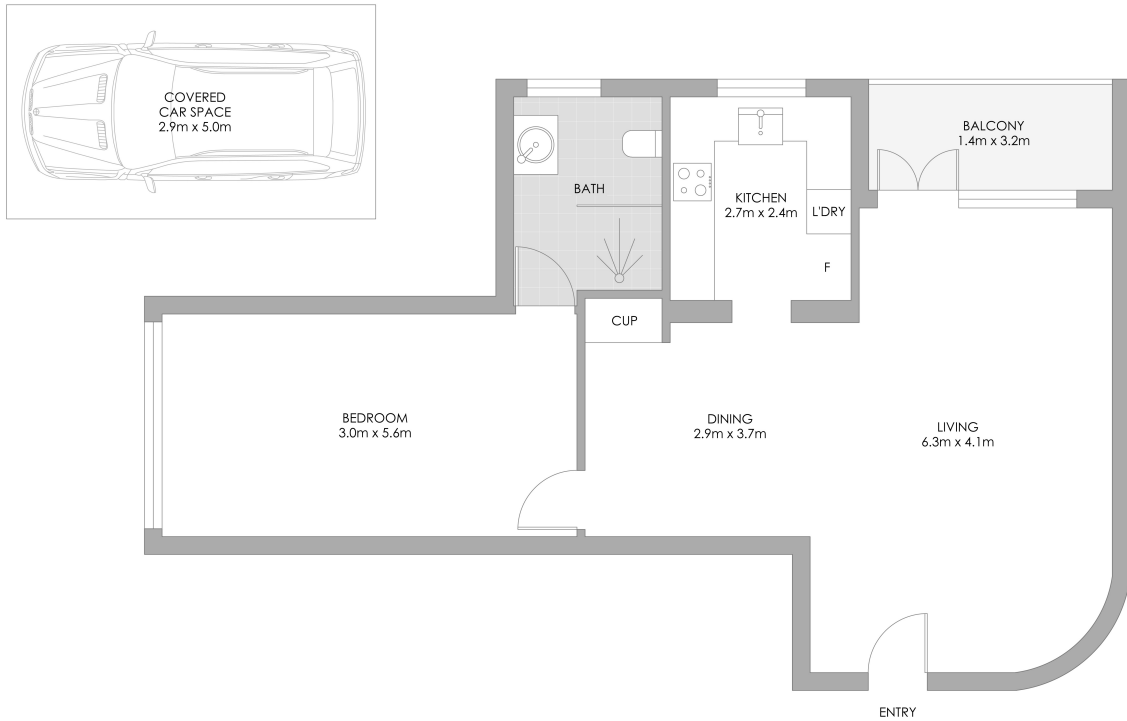 COVERED
CAR SPACE
2.9m x 5.0m
BALCONY
1.4m x 3.2m
BATH
KITCHEN
2.7m x 2.4m
L'DRY
F
CUP
BEDROOM
3.0m x 5.6m
DINING
2.9m x 3.7m
LIVING
6.3m x 4.1m
ENTRY